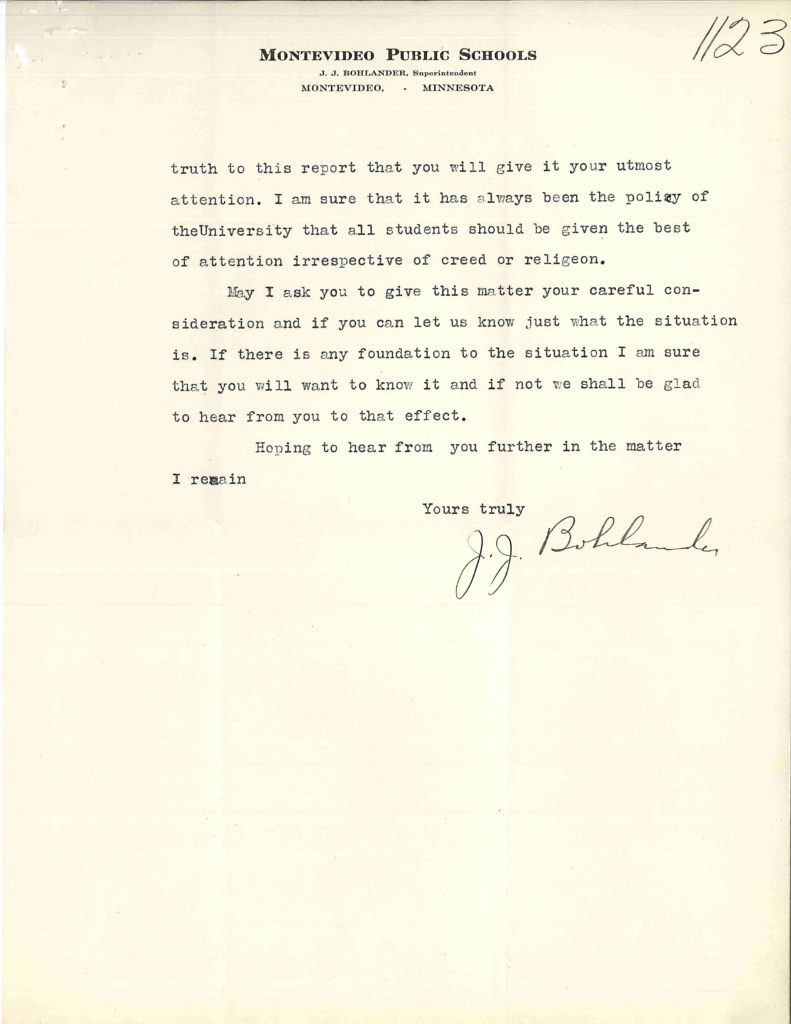 1123
MONTEVIDEO PUBLIC SCHOOLS
J. J. BOHLANDER, Superintendent
MONTEVIDEO, - MINNESOTA
truth to this report that you will give it your utmost
attention. I am sure that it has always been the polizy of
theUniversity that all students should be given the best
of attention irrespective of creed or religeon.
May I ask you to give this matter your careful con-
sideration and if you can let us know just what the situation
is. If there is any foundation to the situation I am sure
that you will want to know it and if not we shall be glad
to hear from you to that effect.
Hoping to hear from you further in the matter
I remain
Yours truly
J. J. Bohlander